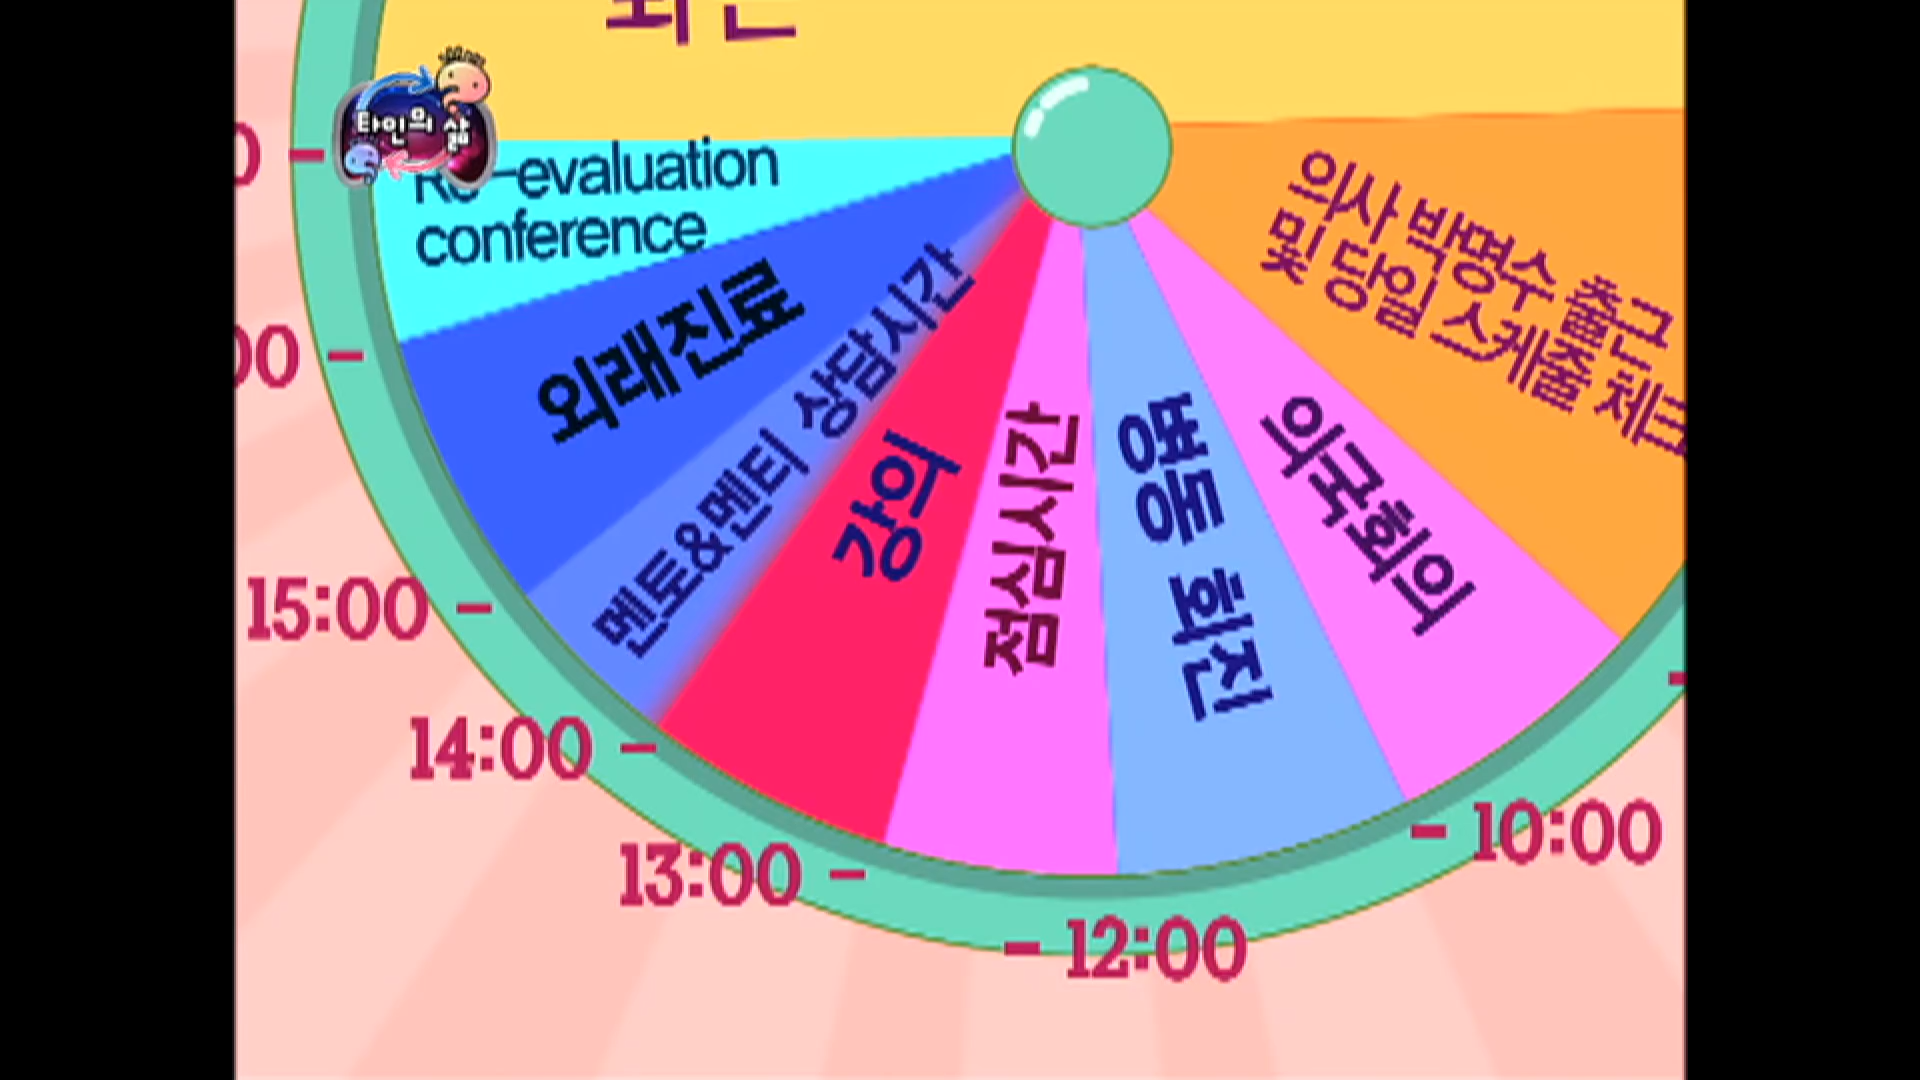 타인의 삶
Re-evaluation
conference
외래진료
멘토&멘티 상담시간
강의
점심시간
병동 회진
의국회의
의사 박명수 출근
및 당일 스케줄 체크
15:00
14:00
13:00
12:00
10:00